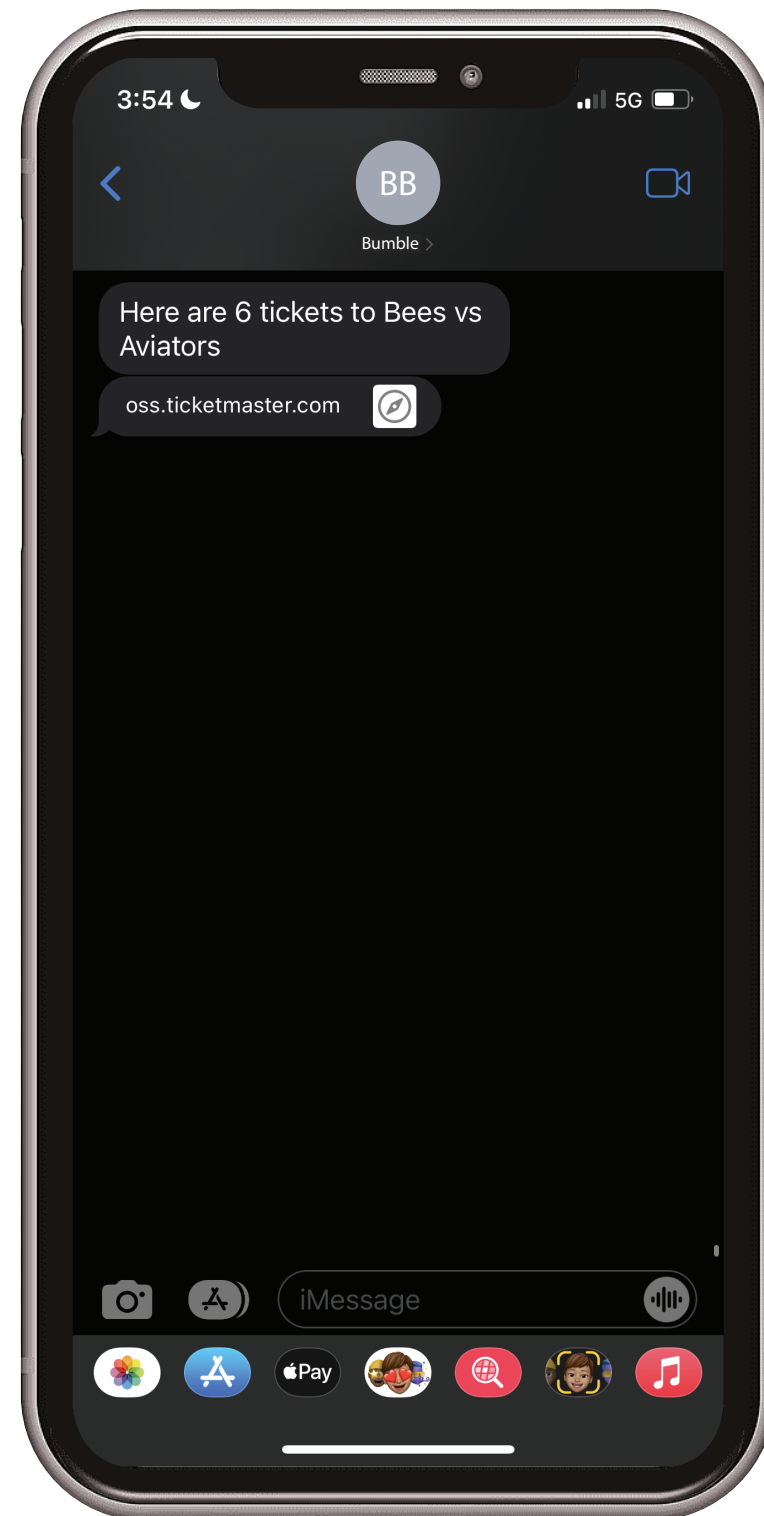 3:54
5G
BB
Bumble
Here are 6 tickets to Bees vs
Aviators
oss.ticketmaster.com
iMessage
Pay